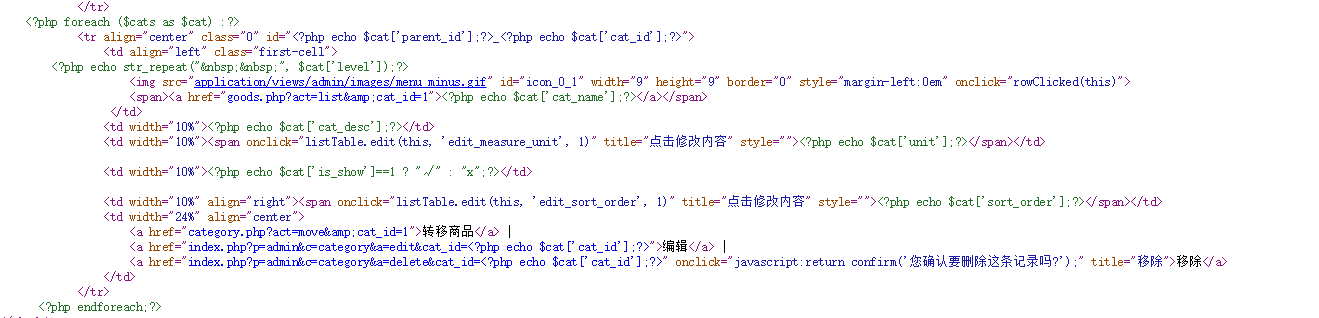 </tr>
<?php foreach ($cats as $cat) :?>
<tr align="center" class="0" id="<?php echo $cat['parent_id'];?>_<?php echo $cat['cat_id'];?>">
<td align="left" class="first-cell">
<?php echo str_repeat("&nbsp;&nbsp;", $cat['level']);?>
<img src="application/views/admin/images/menu_minus.gif" id="icon_0_1" width="9" height="9" border="0" style="margin-left:0em" onclick="rowClicked(this)">
<span><a href="goods.php?act=list&amp;cat_id=1"><?php echo $cat['cat_name'];?></a></span>
</td>
<td width="10%"><?php echo $cat['cat_desc'];?></td>
<td width="10%"><span onclick="listTable.edit(this, 'edit_measure_unit', 1)" title="点击修改内容" style=""><?php echo $cat['unit'];?></span></td>
<td width="10%"><?php echo $cat['is_show']==1 ? "√" : "x";?></td>
<td width="10%" align="right"><span onclick="listTable.edit(this, 'edit_sort_order', 1)" title="点击修改内容" style=""><?php echo $cat['sort_order'];?></span></td>
<td width="24%" align="center">
<a href="category.php?act=move&amp;cat_id=1">转移商品</a> |
<a href="index.php?p=admin&c=category&a=edit&cat_id=<?php echo $cat['cat_id'];?>">编辑</a> |
<a href="index.php?p=admin&c=category&a=delete&cat_id=<?php echo $cat['cat_id'];?>" onclick="javascript:return confirm('您确认要删除这条记录吗?');" title="移除">移除</a>
</td>
</tr>
<?php endforeach;?>